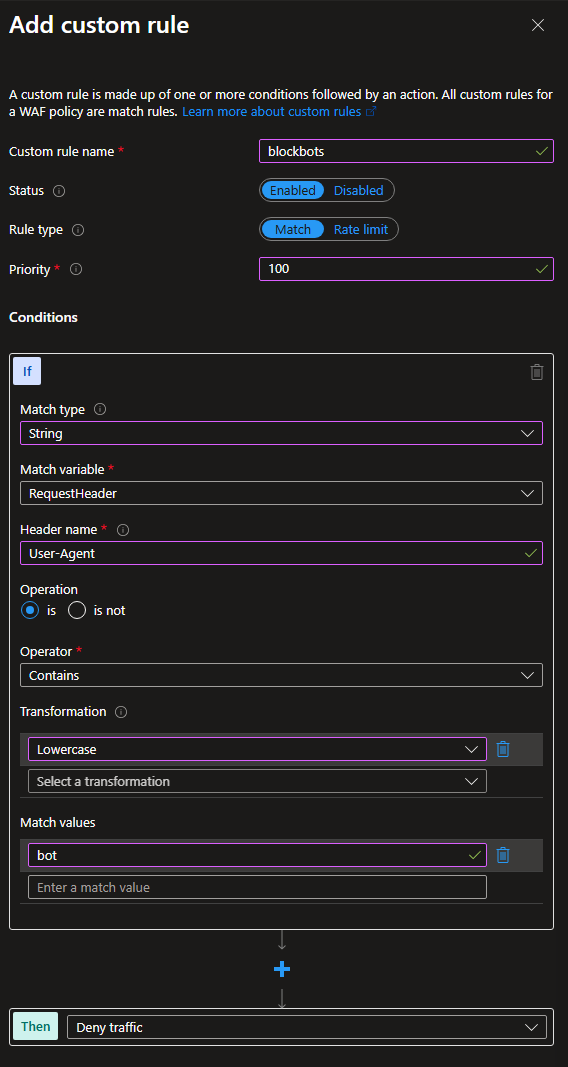 Add custom rule
A custom rule is made up of one or more conditions followed by an action. All custom rules for
a WAF policy are match rules. Learn more about custom rules
Custom rule name * blockbots
Status Enabled Disabled
Rule type Match Rate limit
Priority * 100
Conditions
If
Match type
String
Match variable *
RequestHeader
Header name *
User-Agent
Operation
is is not
Operator *
Contains
Transformation
Lowercase
Select a transformation
Match values
bot
Enter a match value
Then Deny traffic